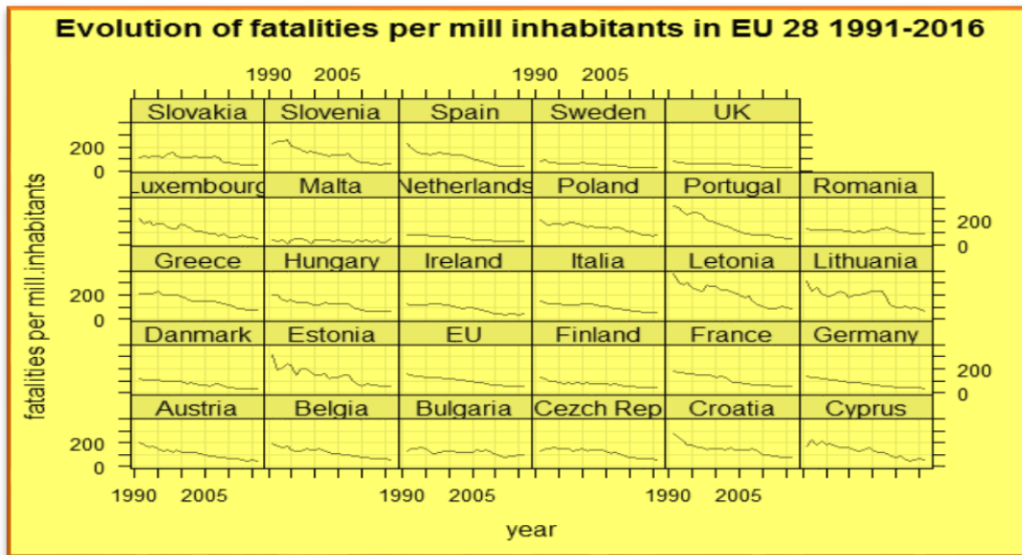 Evolution of fatalities per mill inhabitants in EU 28 1991-2016
1990 2005 1990 2005
Slovakia Slovenia Spain Sweden UK
200
0
Luxembourg Malta Netherlands Poland Portugal Romania
200
0
Greece Hungary Ireland Italia Letonia Lithuania
200
0
Danmark Estonia EU Finland France Germany
200
0
Austria Belgia Bulgaria Cezch Rep Croatia Cyprus
200
0
1990 2005 1990 2005 1990 2005
year
fatalities per mill.inhabitants